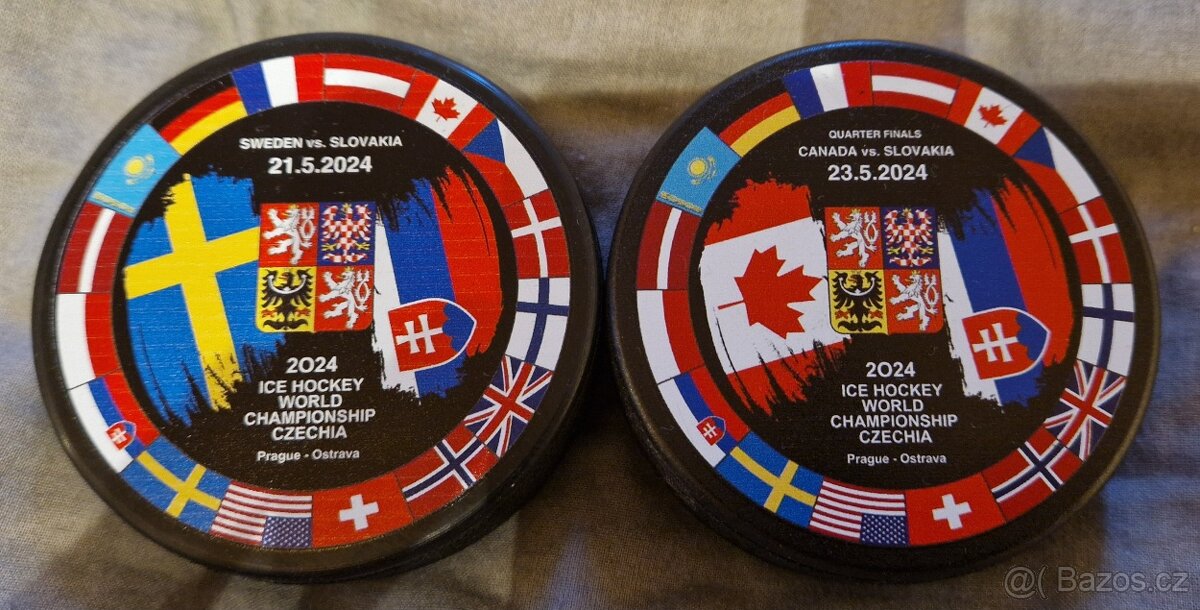 SWEDEN vs. SLOVAKIA
21.5.2024
2024
ICE HOCKEY
WORLD
CHAMPIONSHIP
CZECHIA
Prague - Ostrava
QUARTER FINALS
CANADA vs. SLOVAKIA
23.5.2024
2024
ICE HOCKEY
WORLD
CHAMPIONSHIP
CZECHIA
Prague - Ostrava
@( Bazos.cz